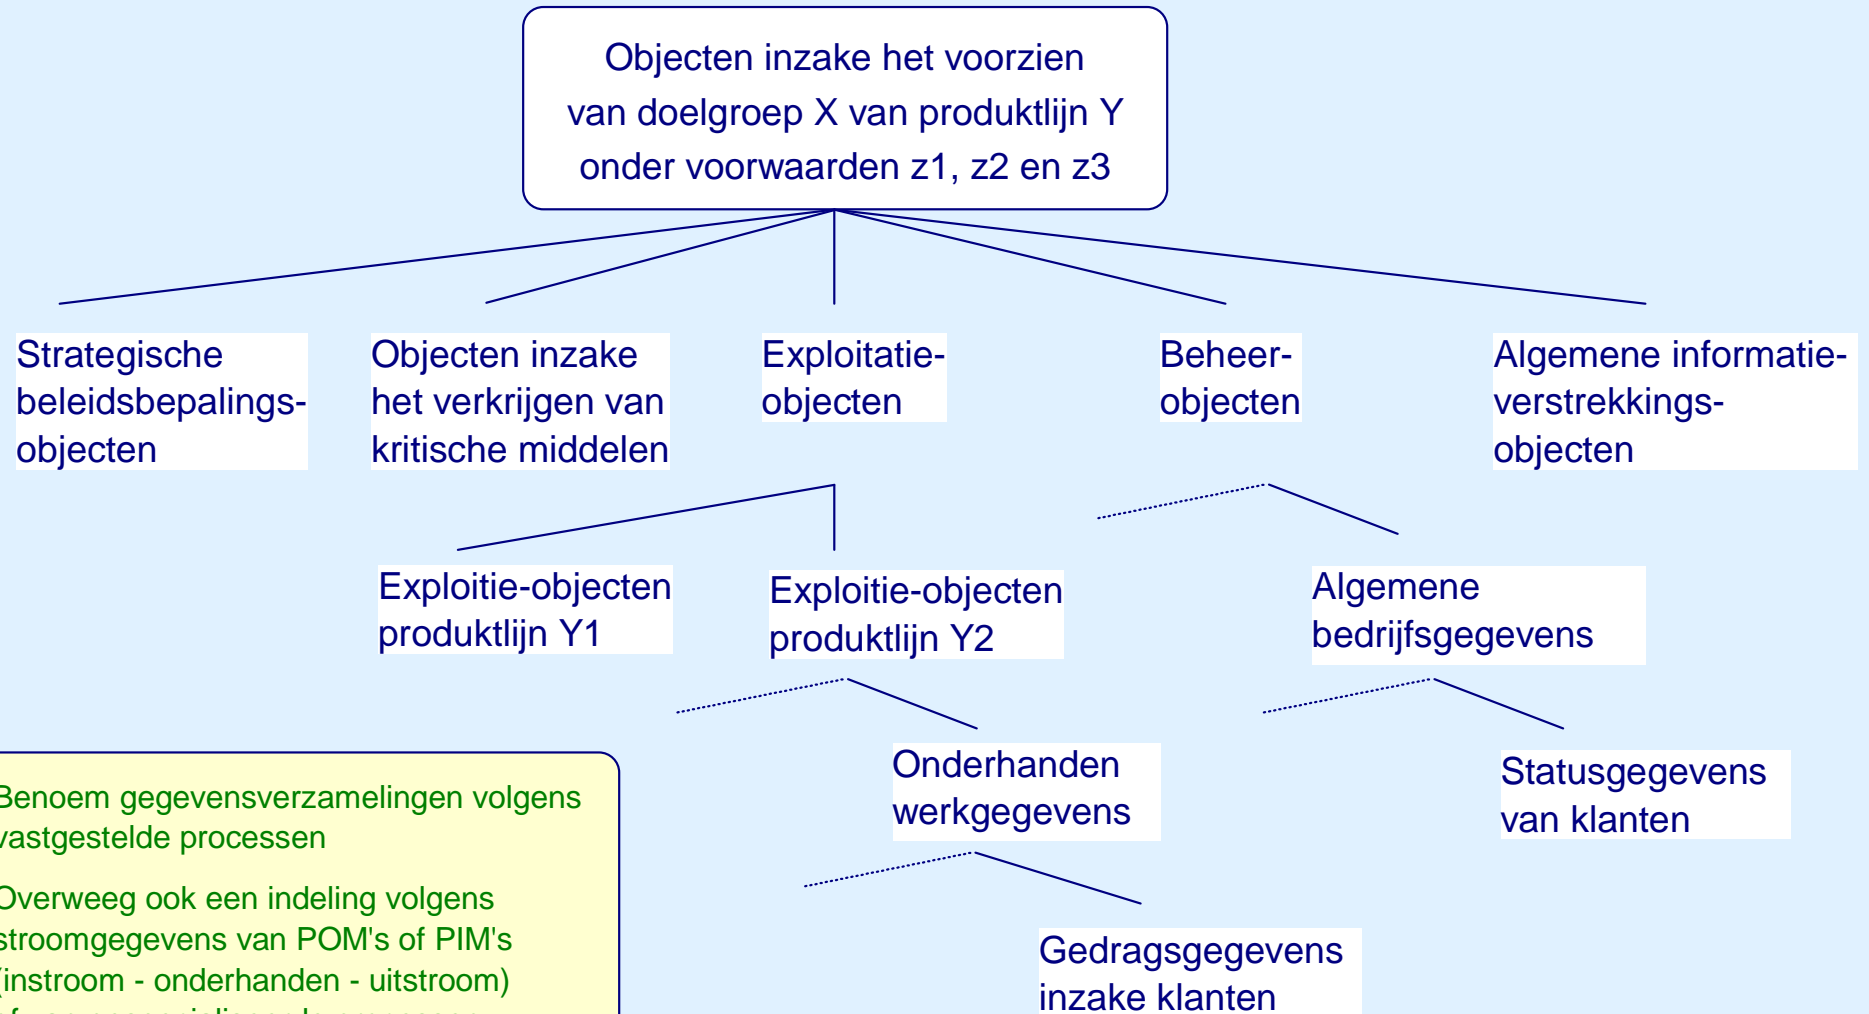 Objecten inzake het voorzien
van doelgroep X van produktlijn Y
onder voorwaarden z1, z2 en z3
Strategische
beleidsbepalings-
objecten
Objecten inzake
het verkrijgen van
kritische middelen
Exploitatie-
objecten
Beheer-
objecten
Algemene informatie-
verstrekkings-
objecten
Exploitie-objecten
produktlijn Y1
Exploitie-objecten
produktlijn Y2
Algemene
bedrijfsgegevens
Onderhanden
werkgegevens
Statusgegevens
van klanten
Gedragsgegevens
inzake klanten
Benoem gegevensverzamelingen volgens
vastgestelde processen
Overweeg ook een indeling volgens
stroomgegevens van POM's of PIM's
(instroom - onderhanden - uitstroom)